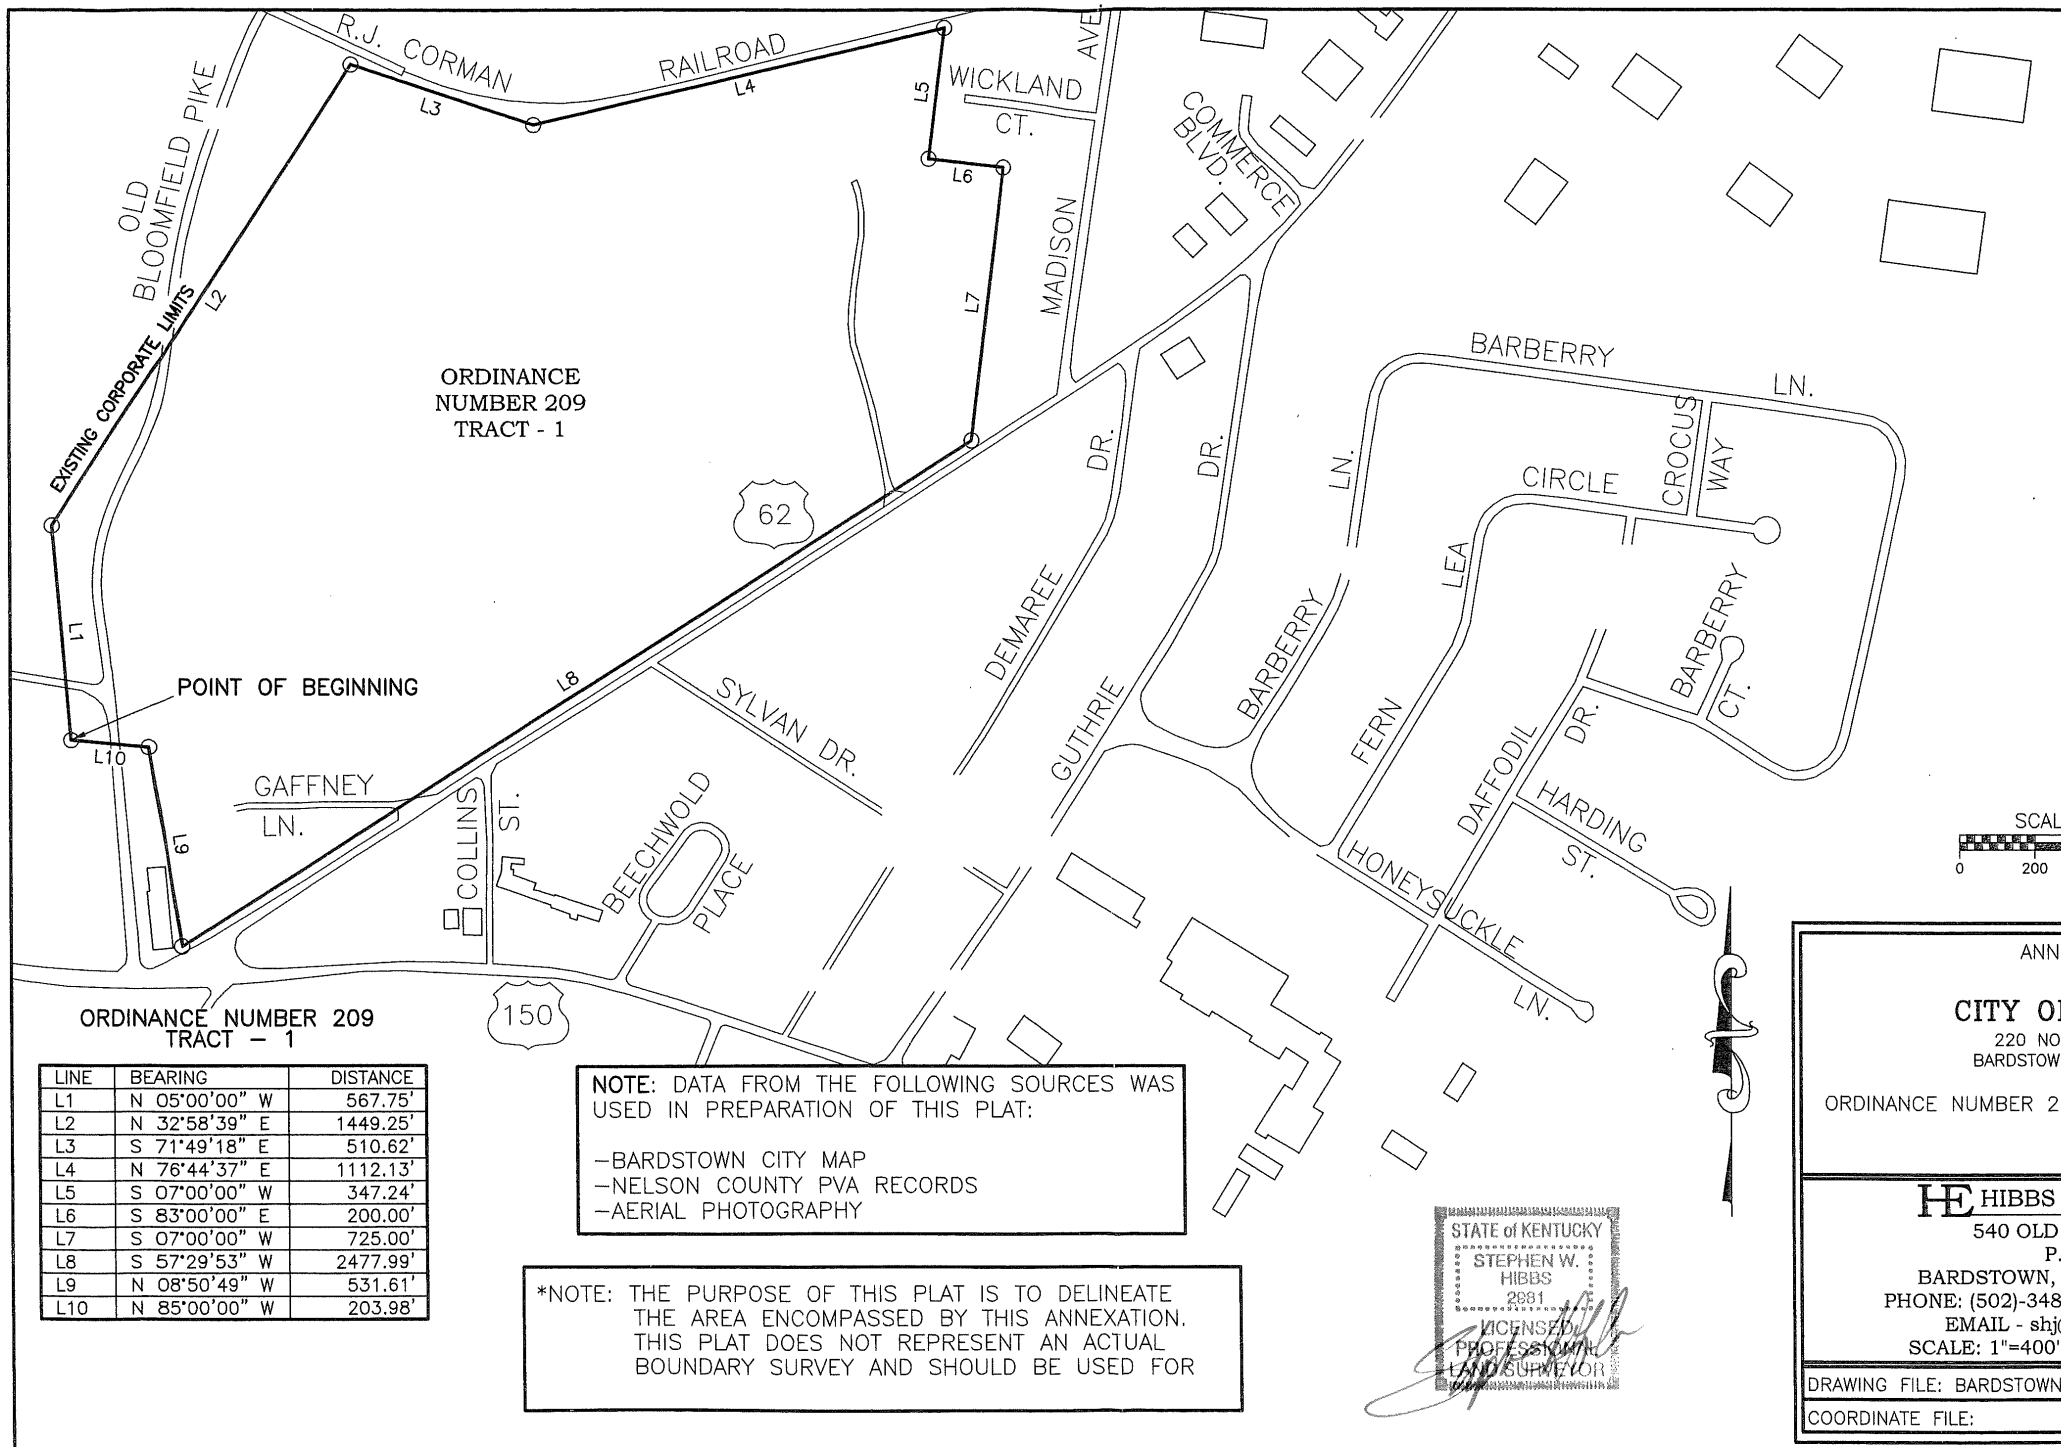 R.J. CORMAN RAILROAD
OLD
BLOOMFIELD PIKE
EXISTING CORPORATE LIMITS
L2
L3
L4
L5
L6
L7
WICKLAND
CT.
MADISON AVE
COMMERCE
BLVD.
ORDINANCE
NUMBER 209
TRACT - 1
62
L1
POINT OF BEGINNING
L10
L9
L8
GAFFNEY
LN.
COLLINS ST.
SYLVAN DR.
BEECHWOLD
PLACE
150
DEMAREE DR.
GUTHRIE DR.
BARBERRY LN.
BARBERRY LN.
CROCUS
WAY
FERN LEA CIRCLE
BARBERRY
CT.
DAFFODIL DR.
HARDING
ST.
HONEYSUCKLE LN.
SCAL
0 200
ORDINANCE NUMBER 209
TRACT - 1
LINE BEARING DISTANCE
L1 N 05°00'00" W 567.75'
L2 N 32°58'39" E 1449.25'
L3 S 71°49'18" E 510.62'
L4 N 76°44'37" E 1112.13'
L5 S 07°00'00" W 347.24'
L6 S 83°00'00" E 200.00'
L7 S 07°00'00" W 725.00'
L8 S 57°29'53" W 2477.99'
L9 N 08°50'49" W 531.61'
L10 N 85°00'00" W 203.98'
NOTE: DATA FROM THE FOLLOWING SOURCES WAS
USED IN PREPARATION OF THIS PLAT:
-BARDSTOWN CITY MAP
-NELSON COUNTY PVA RECORDS
-AERIAL PHOTOGRAPHY
*NOTE: THE PURPOSE OF THIS PLAT IS TO DELINEATE
THE AREA ENCOMPASSED BY THIS ANNEXATION.
THIS PLAT DOES NOT REPRESENT AN ACTUAL
BOUNDARY SURVEY AND SHOULD BE USED FOR
STATE of KENTUCKY
STEPHEN W.
HIBBS
2981
LICENSED
PROFESSIONAL
LAND SURVEYOR
ANN
CITY O
220 NO
BARDSTOW
ORDINANCE NUMBER 2
HE HIBBS
540 OLD
P.
BARDSTOWN,
PHONE: (502)-348
EMAIL - shj
SCALE: 1"=400'
DRAWING FILE: BARDSTOWN
COORDINATE FILE: